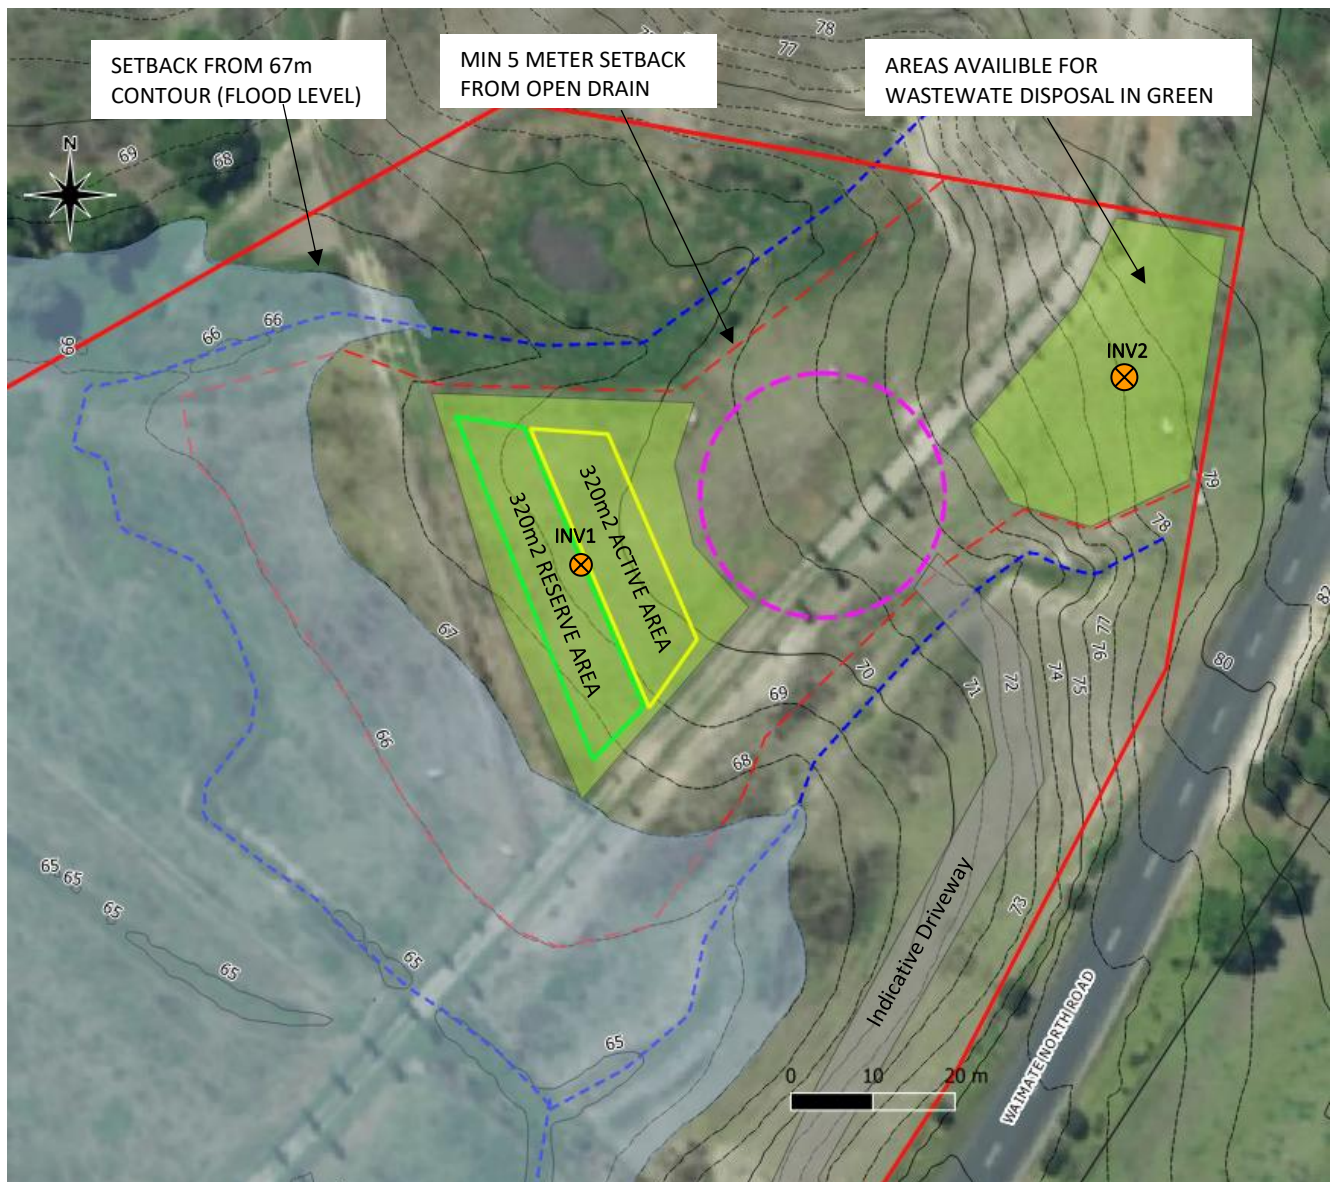 78
77
SETBACK FROM 67m
CONTOUR (FLOOD LEVEL)
MIN 5 METER SETBACK
FROM OPEN DRAIN
AREAS AVAILIBLE FOR
WASTEWATE DISPOSAL IN GREEN
N
69
68
66
66
66
INV2
INV1
320m2 ACTIVE AREA
320m2 RESERVE AREA
79
78
77
76
75
74
72
71
70
69
68
67
66
80
82
73
65
65
65
65
65
65
Indicative Driveway
WAIMATE NORTH ROAD
0 10 20 m